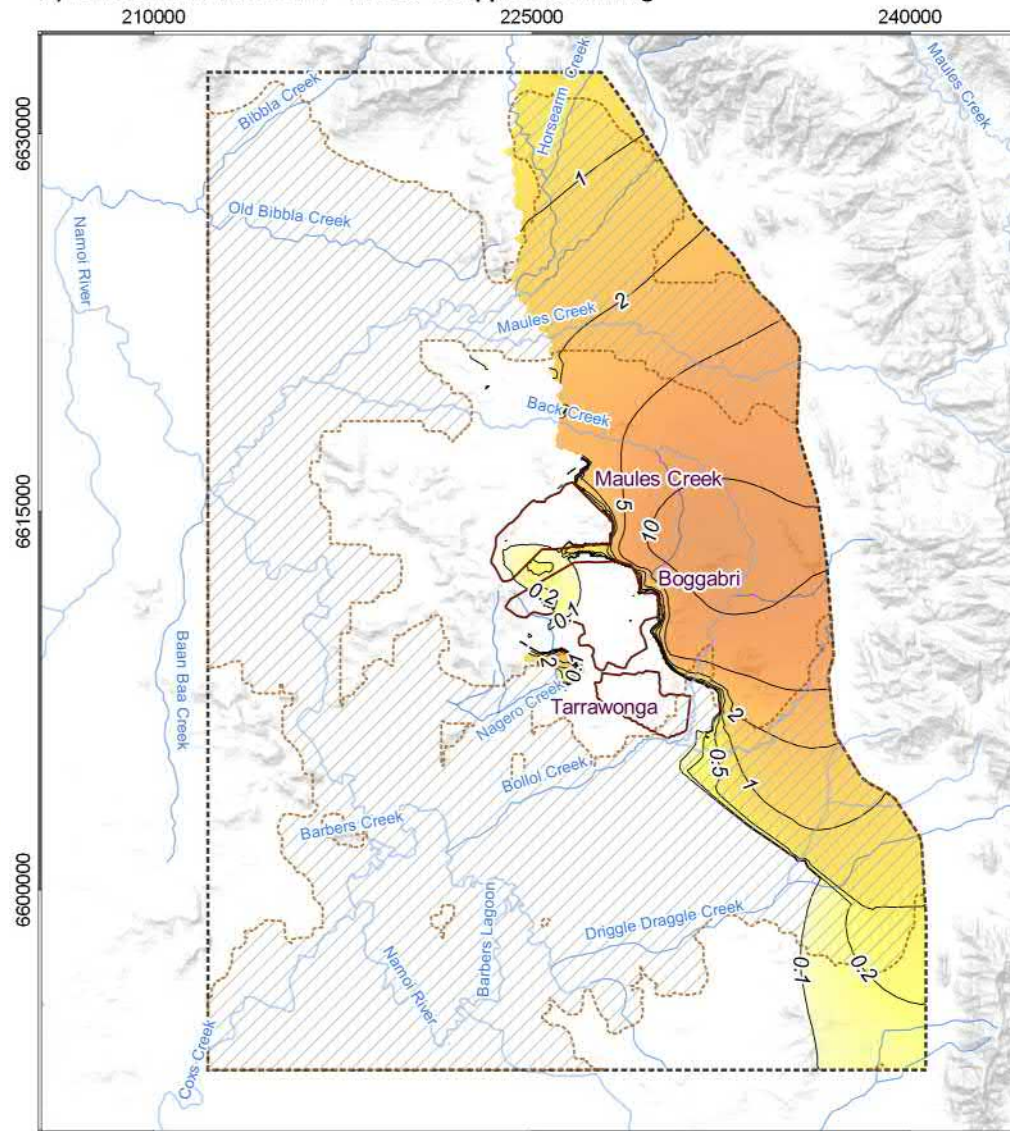 210000
225000
240000
6630000
6615000
6600000
Bibbla Creek
Horsearm Creek
Maules Creek
Old Bibbla Creek
Namoi River
1
2
Maules Creek
Back Creek
Maules Creek
5
10
Boggabri
0.2
0.1
2
0.1
Baan Baa Creek
Nagero Creek
Tarrawonga
2
0.5
1
Bollol Creek
Barbers Creek
Driggle Draggle Creek
Barbers Lagoon
Namoi River
0.1
0.2
Coxs Creek